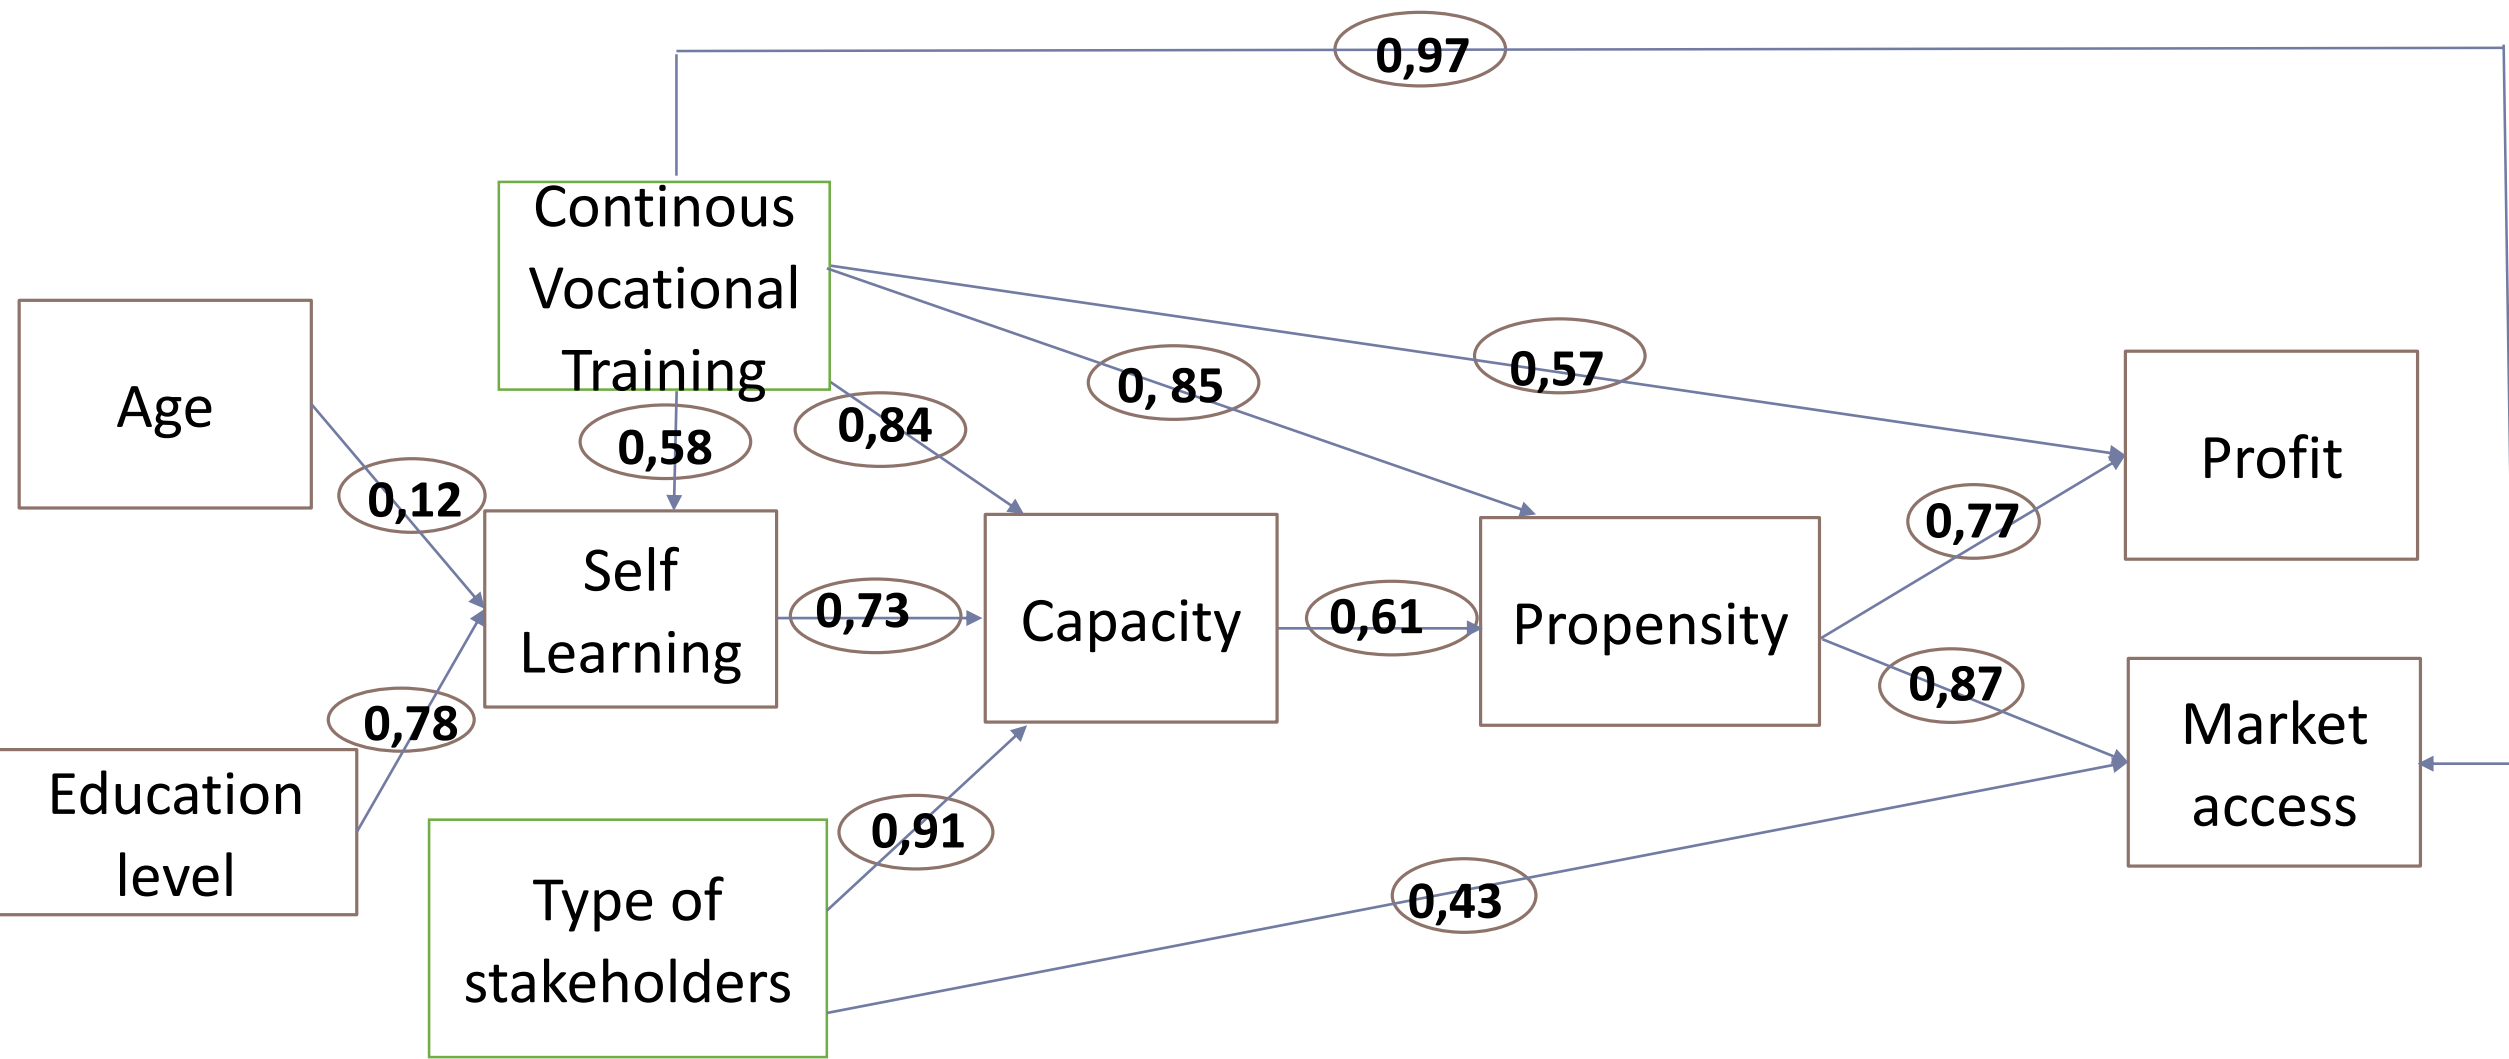 0,97
Continous
Vocational
Training
Age
0,57
0, 85
0,84
0,58
Profit
0,12
0,77
Self
Learning
0,73
Capacity
0,61
Propensity
0,87
0,78
Market
access
Education
level
0,91
0,43
Type of
stakeholders